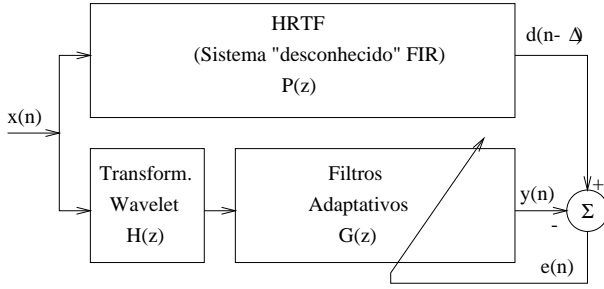 HRTF
(Sistema "desconhecido" FIR)
P(z)
d(n- Δ)
x(n)
Transform.
Wavelet
H(z)
Filtros
Adaptativos
G(z)
y(n)
+
Σ
-
e(n)